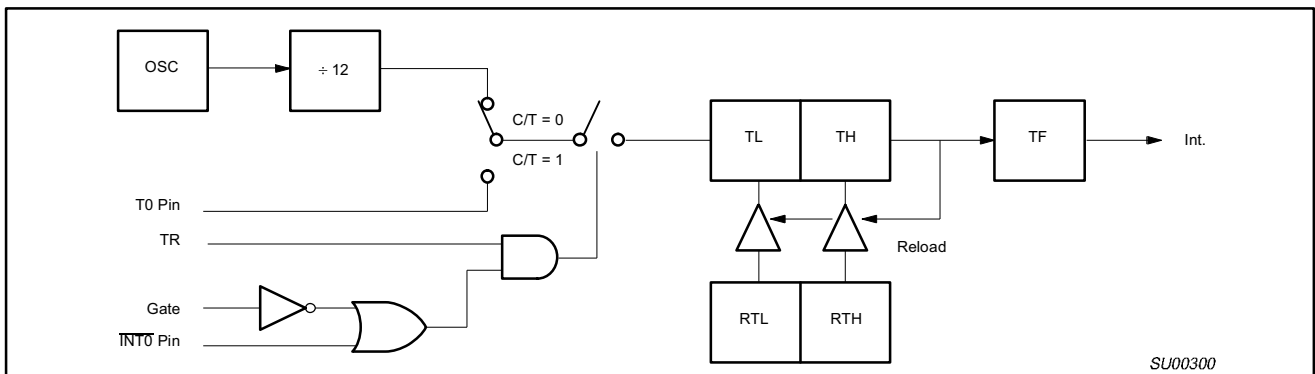 OSC
÷ 12
C/T = 0
C/T = 1
TL
TH
TF
Int.
T0 Pin
TR
Reload
Gate
INT0 Pin
RTL
RTH
SU00300